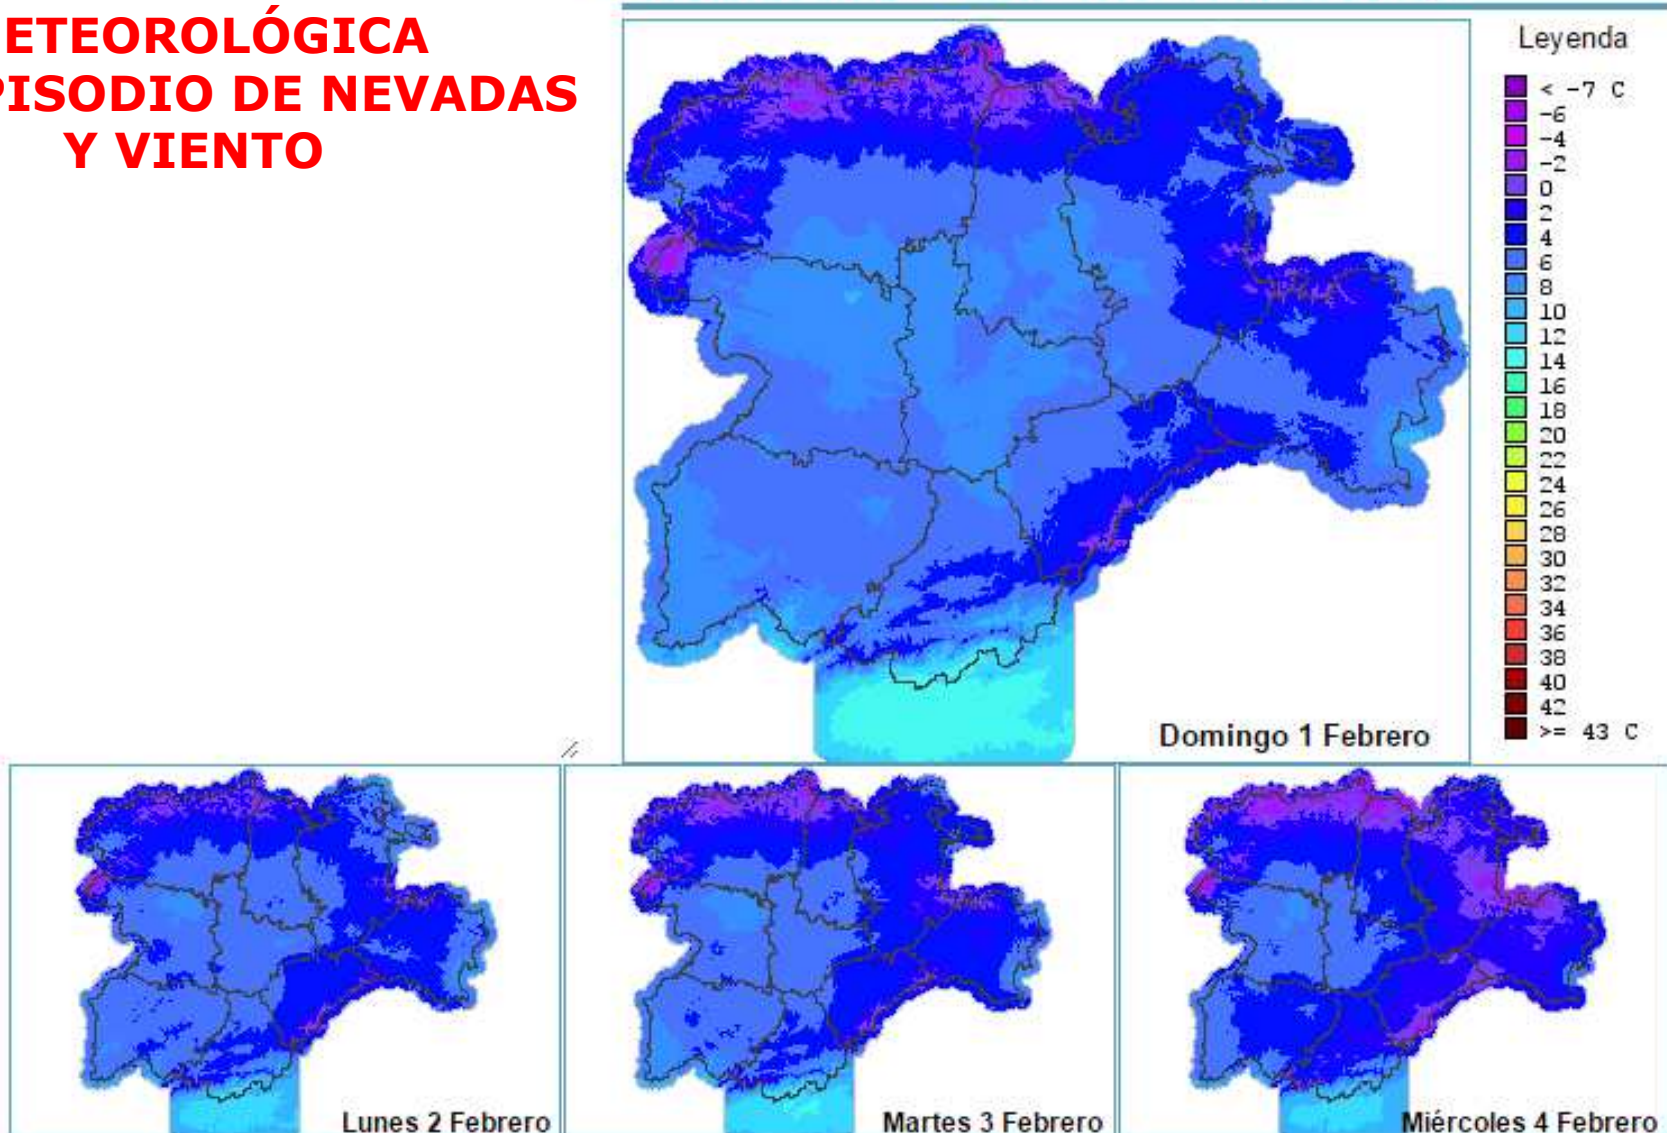 ETEOROLÓGICA
PISODIO DE NEVADAS
Y VIENTO
Leyenda
< -7 C
-6
-4
-2
0
2
4
6
8
10
12
14
16
18
20
22
24
26
28
30
32
34
36
38
40
42
>= 43 C
Domingo 1 Febrero
Lunes 2 Febrero
Martes 3 Febrero
Miércoles 4 Febrero